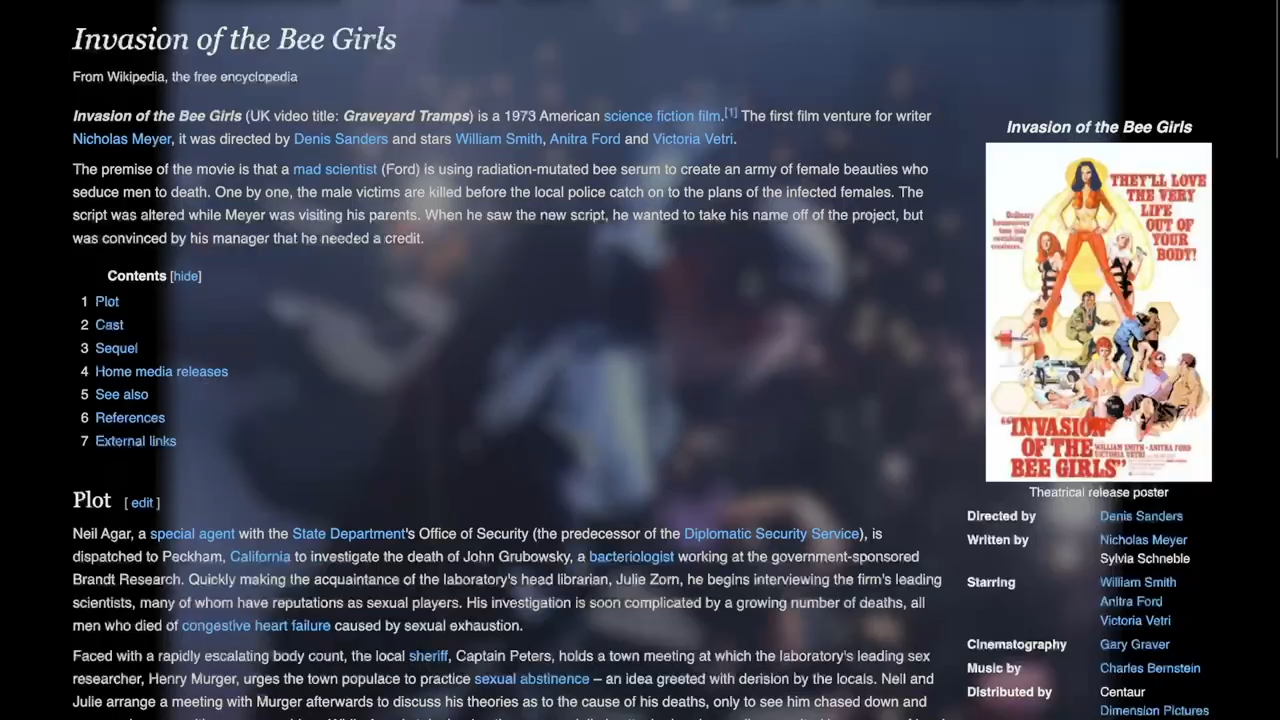 Invasion of the Bee Girls
From Wikipedia, the free encyclopedia
Invasion of the Bee Girls (UK video title: Graveyard Tramps) is a 1973 American science fiction film.[1] The first film venture for writer
Nicholas Meyer, it was directed by Denis Sanders and stars William Smith, Anitra Ford and Victoria Vetri.
The premise of the movie is that a mad scientist (Ford) is using radiation-mutated bee serum to create an army of female beauties who
seduce men to death. One by one, the male victims are killed before the local police catch on to the plans of the infected females. The
script was altered while Meyer was visiting his parents. When he saw the new script, he wanted to take his name off of the project, but
was convinced by his manager that he needed a credit.
Contents [hide]
1 Plot
2 Cast
3 Sequel
4 Home media releases
5 See also
6 References
7 External links
Plot [ edit ]
Neil Agar, a special agent with the State Department's Office of Security (the predecessor of the Diplomatic Security Service), is
dispatched to Peckham, California to investigate the death of John Grubowsky, a bacteriologist working at the government-sponsored
Brandt Research. Quickly making the acquaintance of the laboratory's head librarian, Julie Zorn, he begins interviewing the firm's leading
scientists, many of whom have reputations as sexual players. His investigation is soon complicated by a growing number of deaths, all
men who died of congestive heart failure caused by sexual exhaustion.
Faced with a rapidly escalating body count, the local sheriff, Captain Peters, holds a town meeting at which the laboratory's leading sex
researcher, Henry Murger, urges the town populace to practice sexual abstinence – an idea greeted with derision by the locals. Neil and
Julie arrange a meeting with Murger afterwards to discuss his theories as to the cause of his deaths, only to see him chased down and
Invasion of the Bee Girls
THEY'LL LOVE
THE VERY
LIFE
OUT OF
YOUR
BODY!
"INVASION
OF THE
BEE GIRLS"
WILLIAM SMITH · ANITRA FORD
VICTORIA VETRI
Theatrical release poster
Directed by Denis Sanders
Written by Nicholas Meyer
Sylvia Schneble
Starring William Smith
Anitra Ford
Victoria Vetri
Cinematography Gary Graver
Music by Charles Bernstein
Distributed by Centaur
Dimension Pictures